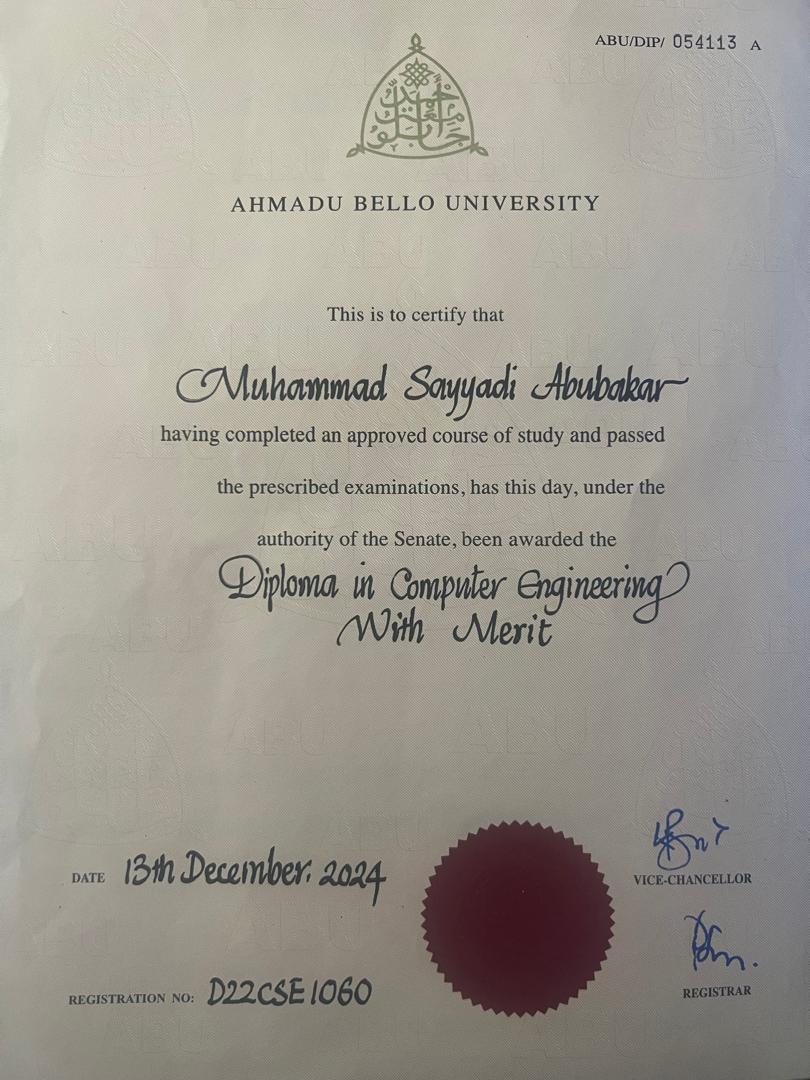 ABU/DIP/ 054113 A
AHMADU BELLO UNIVERSITY
This is to certify that
Muhammad Sayyadi Abubakar
having completed an approved course of study and passed
the prescribed examinations, has this day, under the
authority of the Senate, been awarded the
Diploma in Computer Engineering
With Merit
DATE 13th December. 2024
VICE-CHANCELLOR
REGISTRATION NO: D22CSE1060
REGISTRAR